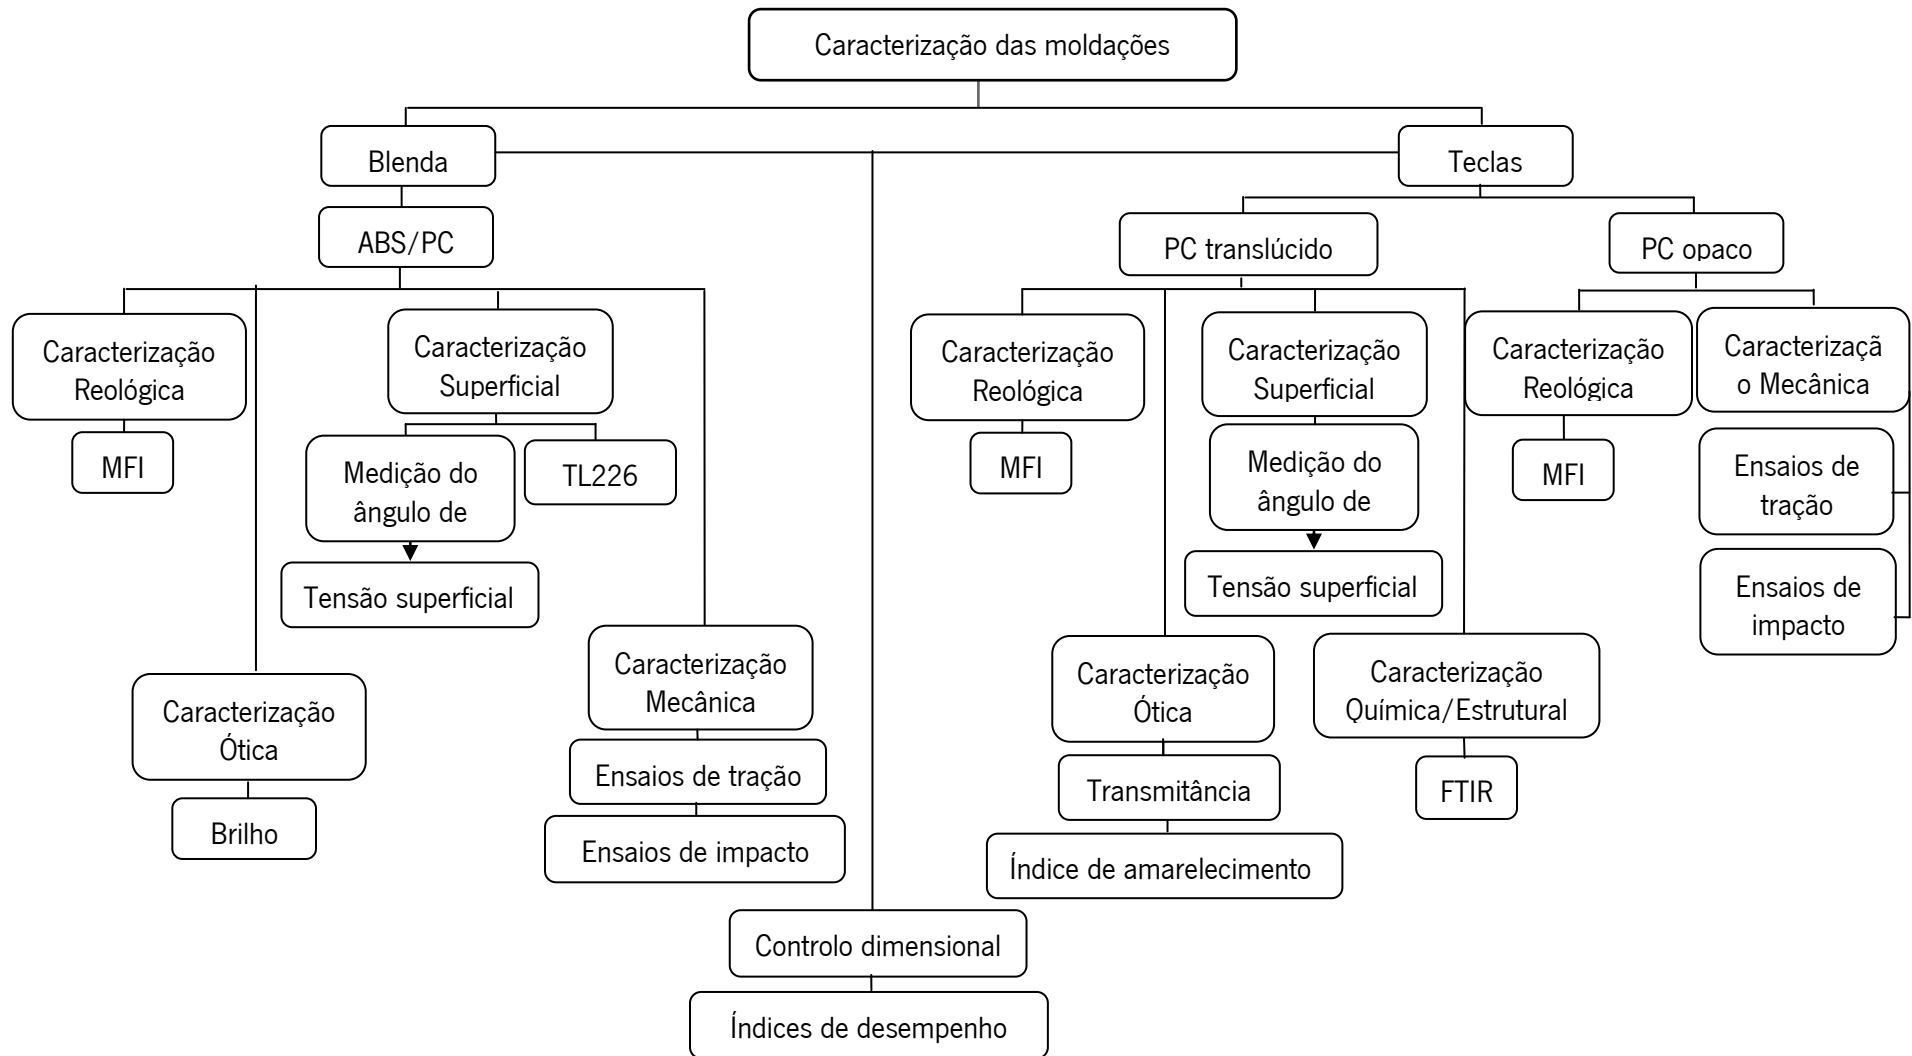 Caracterização das moldações
Blenda
Teclas
ABS/PC
PC translúcido
PC opaco
Caracterização
Reológica
MFI
Caracterização
Superficial
Medição do
ângulo de
TL226
Tensão superficial
Caracterização
Ótica
Brilho
Caracterização
Mecânica
Ensaios de tração
Ensaios de impacto
Caracterização
Reológica
MFI
Caracterização
Superficial
Medição do
ângulo de
Tensão superficial
Caracterização
Ótica
Transmitância
Índice de amarelecimento
Caracterização
Química/Estrutural
FTIR
Caracterização
Reológica
MFI
Caracterizaçã
o Mecânica
Ensaios de
tração
Ensaios de
impacto
Controlo dimensional
Índices de desempenho